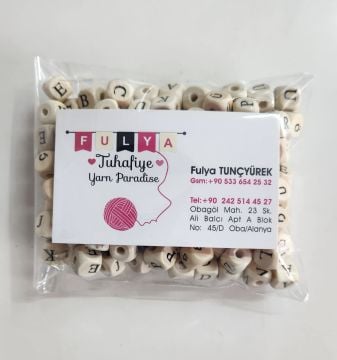 FULYA
Tuhafiye
Yarn Paradise
Fulya TUNÇYÜREK
Gsm:+90 533 654 25 32
Tel:+90 242 514 45 27
Obagöl Mah. 23 Sk.
Ali Balcı Apt A Blok
No: 45/D Oba/Alanya